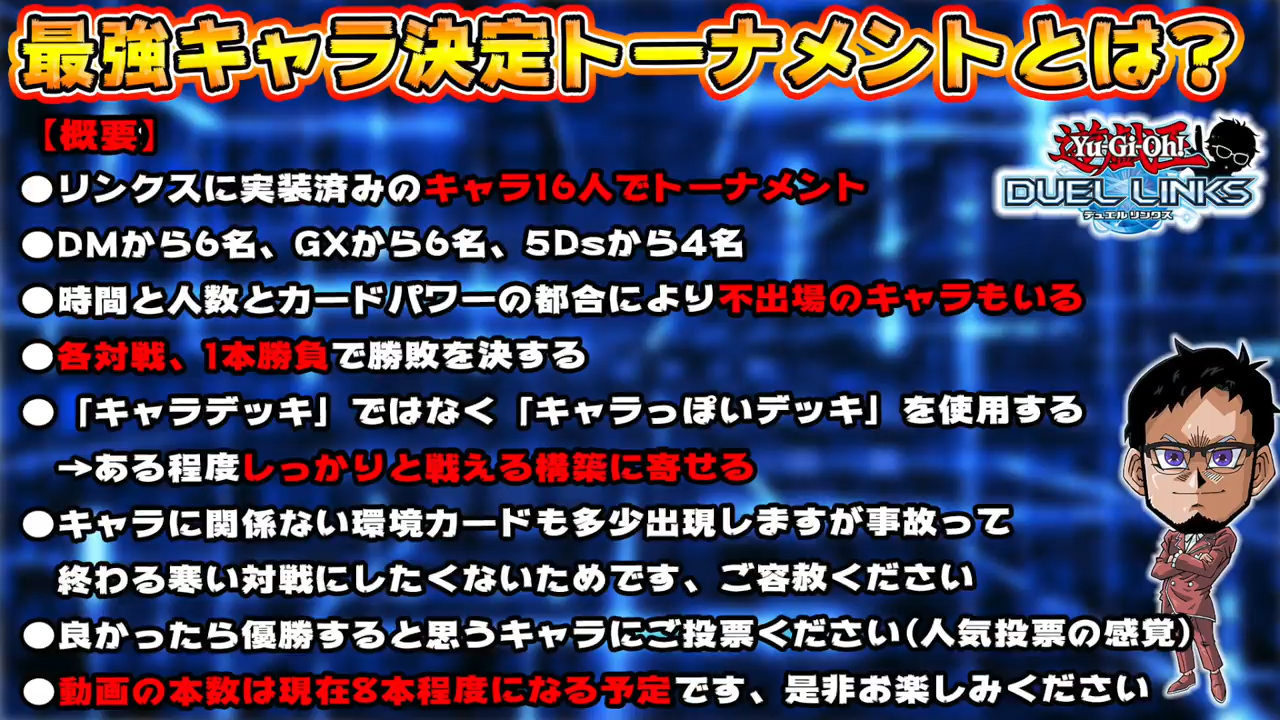 最強キャラ決定トーナメントとは？
【概要】
●リンクスに実装済みのキャラ16人でトーナメント
●DMから6名、GXから6名、5Dsから4名
●時間と人数とカードパワーの都合により不出場のキャラもいる
●各対戦、1本勝負で勝敗を決する
●「キャラデッキ」ではなく「キャラっぽいデッキ」を使用する
→ある程度しっかりと戦える構築に寄せる
●キャラに関係ない環境カードも多少出現しますが事故って
終わる寒い対戦にしたくないためです、ご容赦ください
●良かったら優勝すると思うキャラにご投票ください(人気投票の感覚)
●動画の本数は現在8本程度になる予定です、是非お楽しみください
遊戯王
Yu-Gi-Oh!
DUEL LINKS
デュエルリンクス